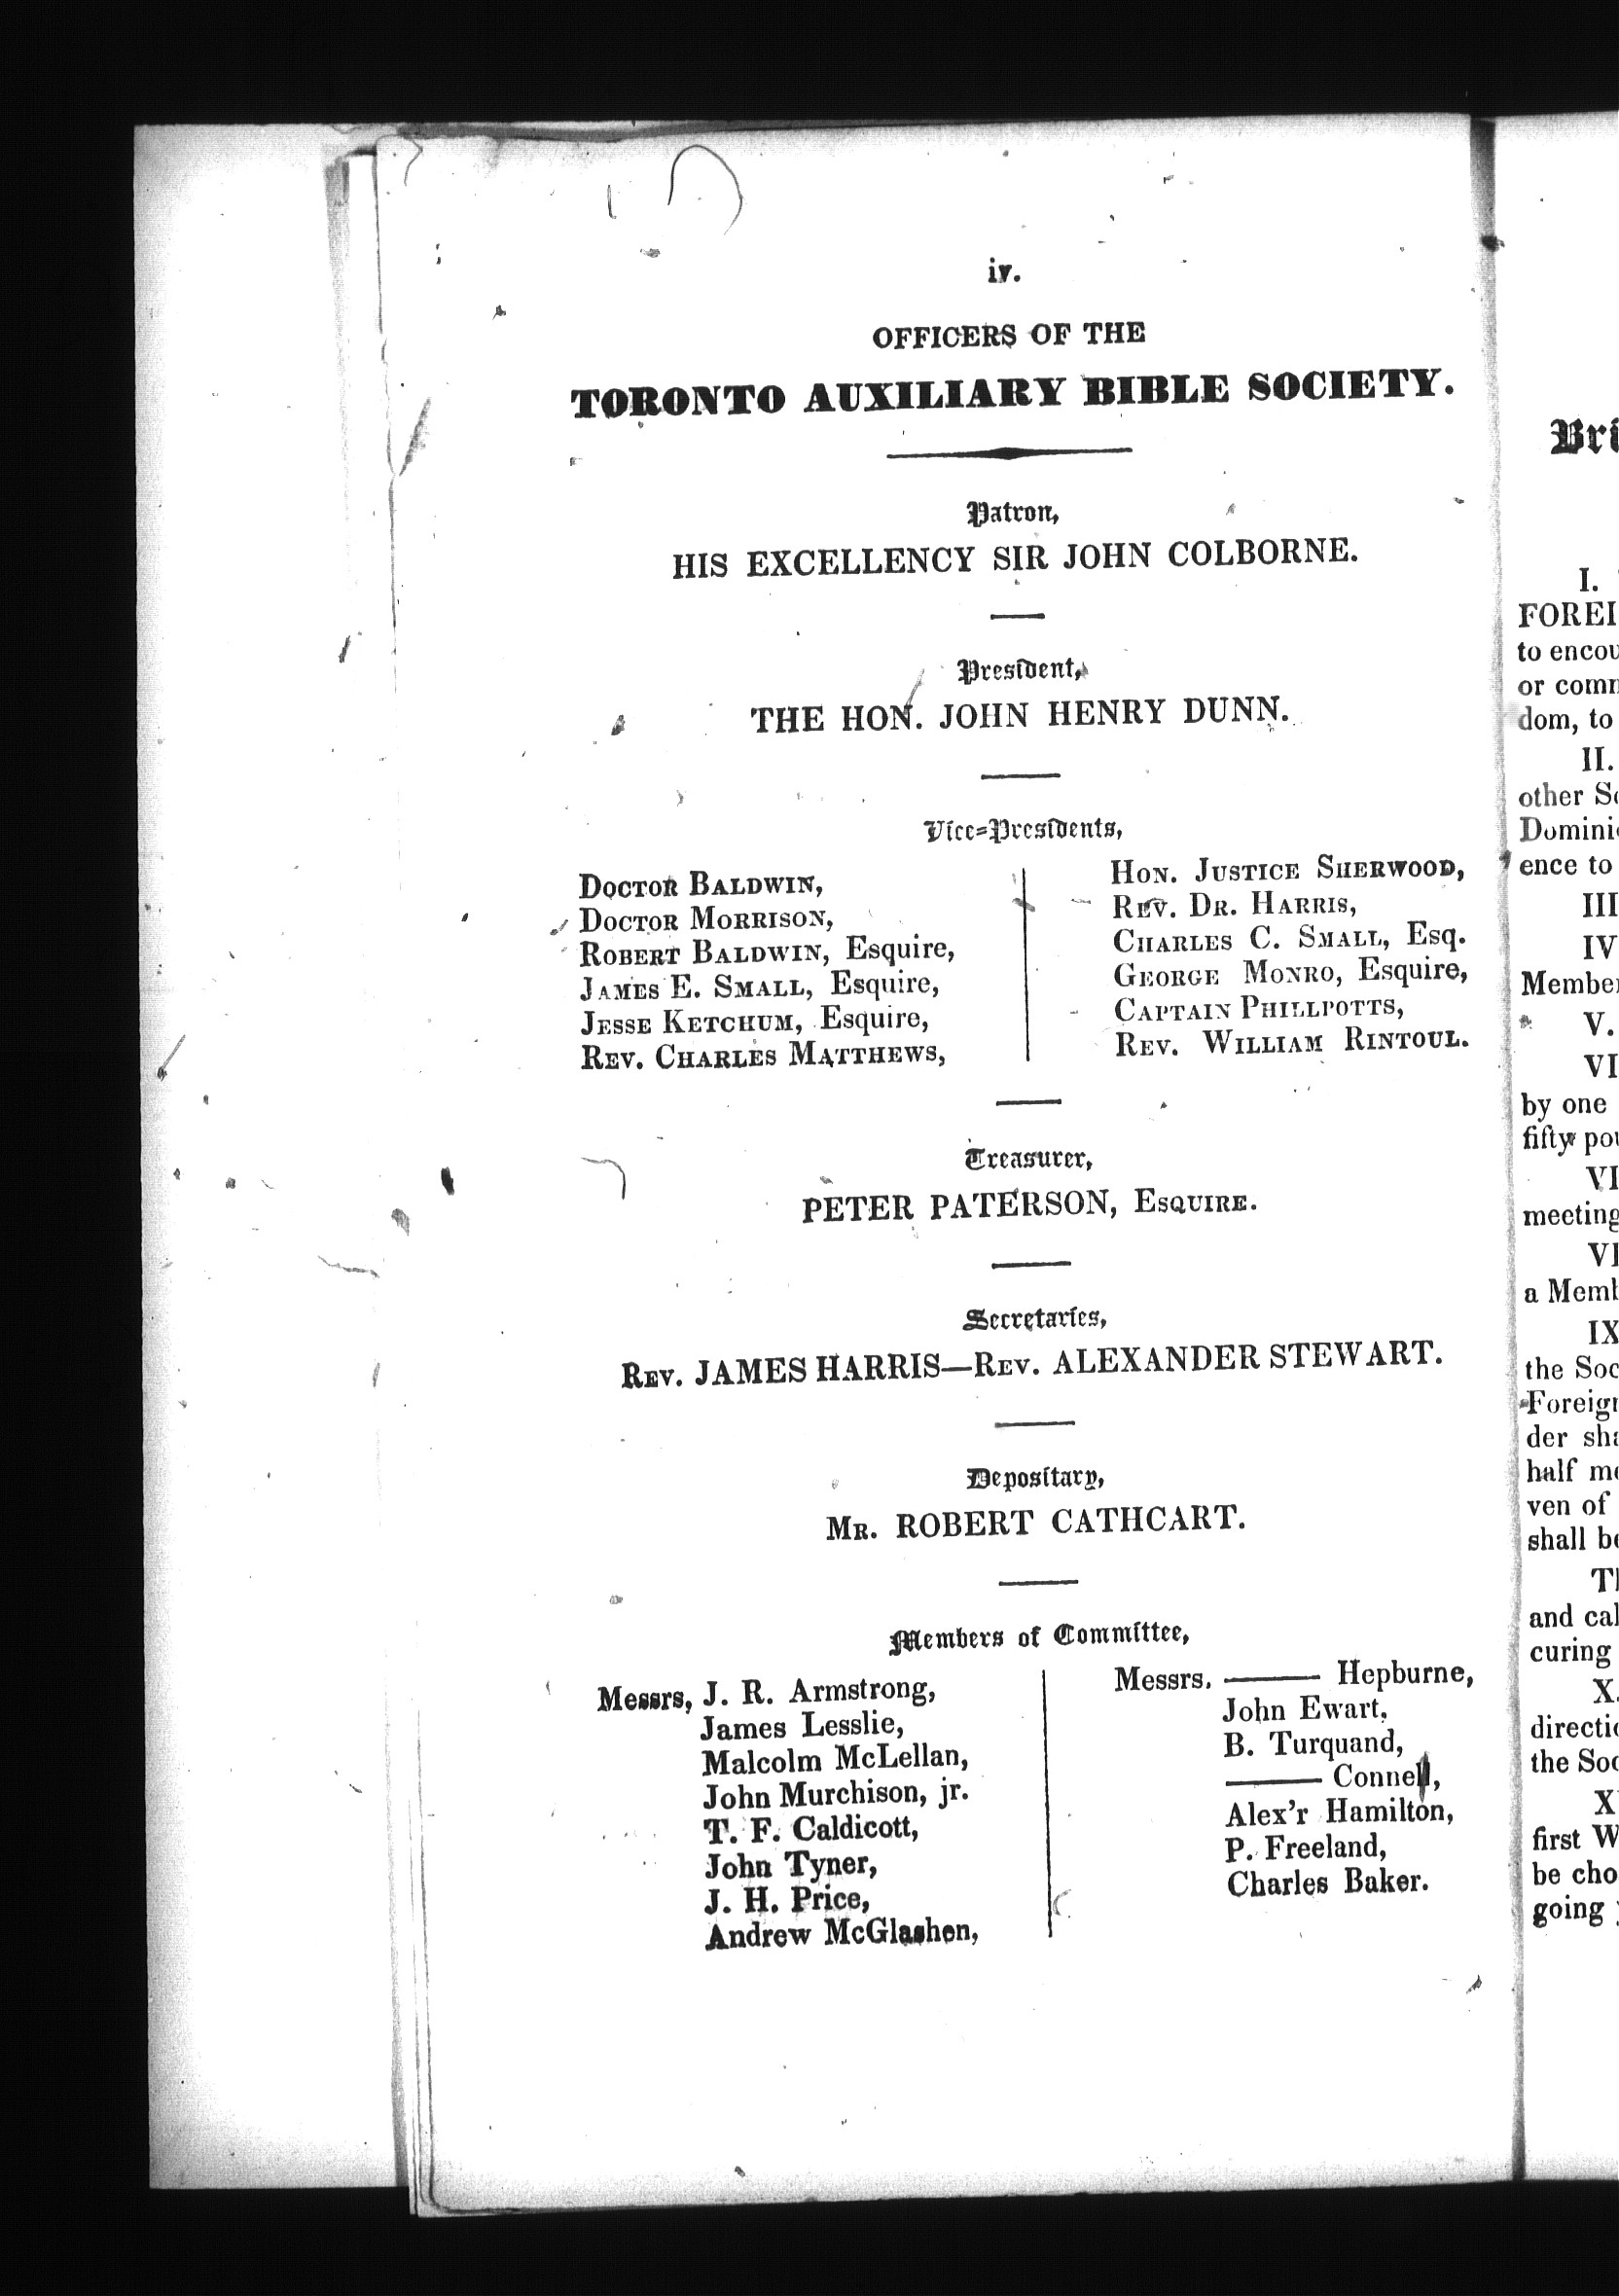 iv.
OFFICERS OF THE
TORONTO AUXILIARY BIBLE SOCIETY.
Patron,
HIS EXCELLENCY SIR JOHN COLBORNE.
President,
THE HON. JOHN HENRY DUNN.
Vice-Presidents,
DOCTOR BALDWIN,
DOCTOR MORRISON,
ROBERT BALDWIN, Esquire,
JAMES E. SMALL, Esquire,
JESSE KETCHUM, Esquire,
REV. CHARLES MATTHEWS,
HON. JUSTICE SHERWOOD,
REV. DR. HARRIS,
CHARLES C. SMALL, Esq.
GEORGE MONRO, Esquire,
CAPTAIN PHILLPOTTS,
REV. WILLIAM RINTOUL.
Treasurer,
PETER PATERSON, ESQUIRE.
Secretaries,
REV. JAMES HARRIS—REV. ALEXANDER STEWART.
Depositary,
MR. ROBERT CATHCART.
Members of Committee,
Messrs, J. R. Armstrong,
James Lesslie,
Malcolm McLellan,
John Murchison, jr.
T. F. Caldicott,
John Tyner,
J. H. Price,
Andrew McGlashen,
Messrs. ——— Hepburne,
John Ewart,
B. Turquand,
——— Connell,
Alex'r Hamilton,
P. Freeland,
Charles Baker.
I.
FOREI
to encou
or comm
dom, to
II.
other So
Domini
ence to
III
IV
Member
V.
VI
by one
fifty pou
VI
meeting
VI
a Memb
IX
the Soc
Foreign
der sha
half me
ven of
shall be
Th
and cal
curing
X.
directio
the Soc
X
first W
be cho
going